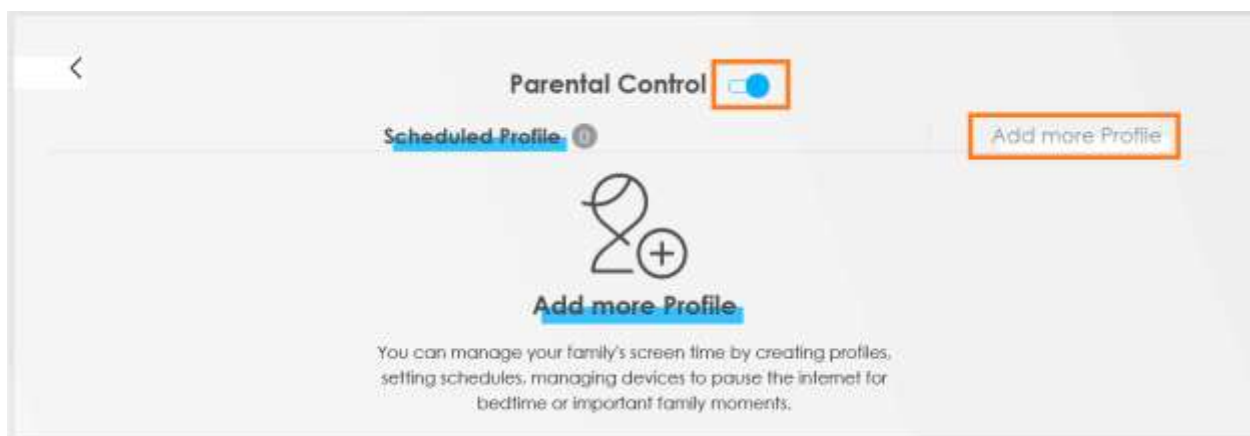 Parental Control
Scheduled Profile 0
Add more Profile
Add more Profile
You can manage your family's screen time by creating profiles,
setting schedules, managing devices to pause the internet for
bedtime or important family moments.